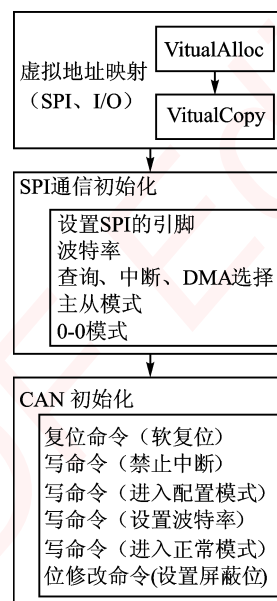 虚拟地址映射
（SPI、I/O）
VitualAlloc
VitualCopy
SPI通信初始化
设置SPI的引脚
波特率
查询、中断、DMA选择
主从模式
0-0模式
CAN 初始化
复位命令（软复位）
写命令（禁止中断）
写命令（进入配置模式）
写命令（设置波特率）
写命令（进入正常模式）
位修改命令(设置屏蔽位)